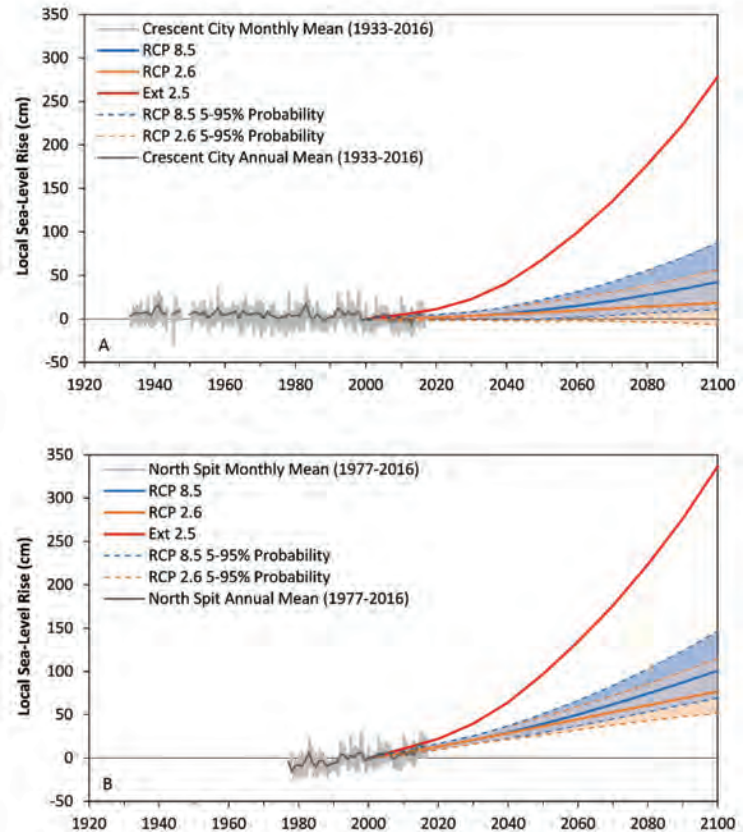 350
300
250
200
150
100
50
0
-50
Local Sea-Level Rise (cm)
Crescent City Monthly Mean (1933-2016)
RCP 8.5
RCP 2.6
Ext 2.5
RCP 8.5 5-95% Probability
RCP 2.6 5-95% Probability
Crescent City Annual Mean (1933-2016)
A
1920 1940 1960 1980 2000 2020 2040 2060 2080 2100
350
300
250
200
150
100
50
0
-50
Local Sea-Level Rise (cm)
North Spit Monthly Mean (1977-2016)
RCP 8.5
RCP 2.6
Ext 2.5
RCP 8.5 5-95% Probability
RCP 2.6 5-95% Probability
North Spit Annual Mean (1977-2016)
B
1920 1940 1960 1980 2000 2020 2040 2060 2080 2100